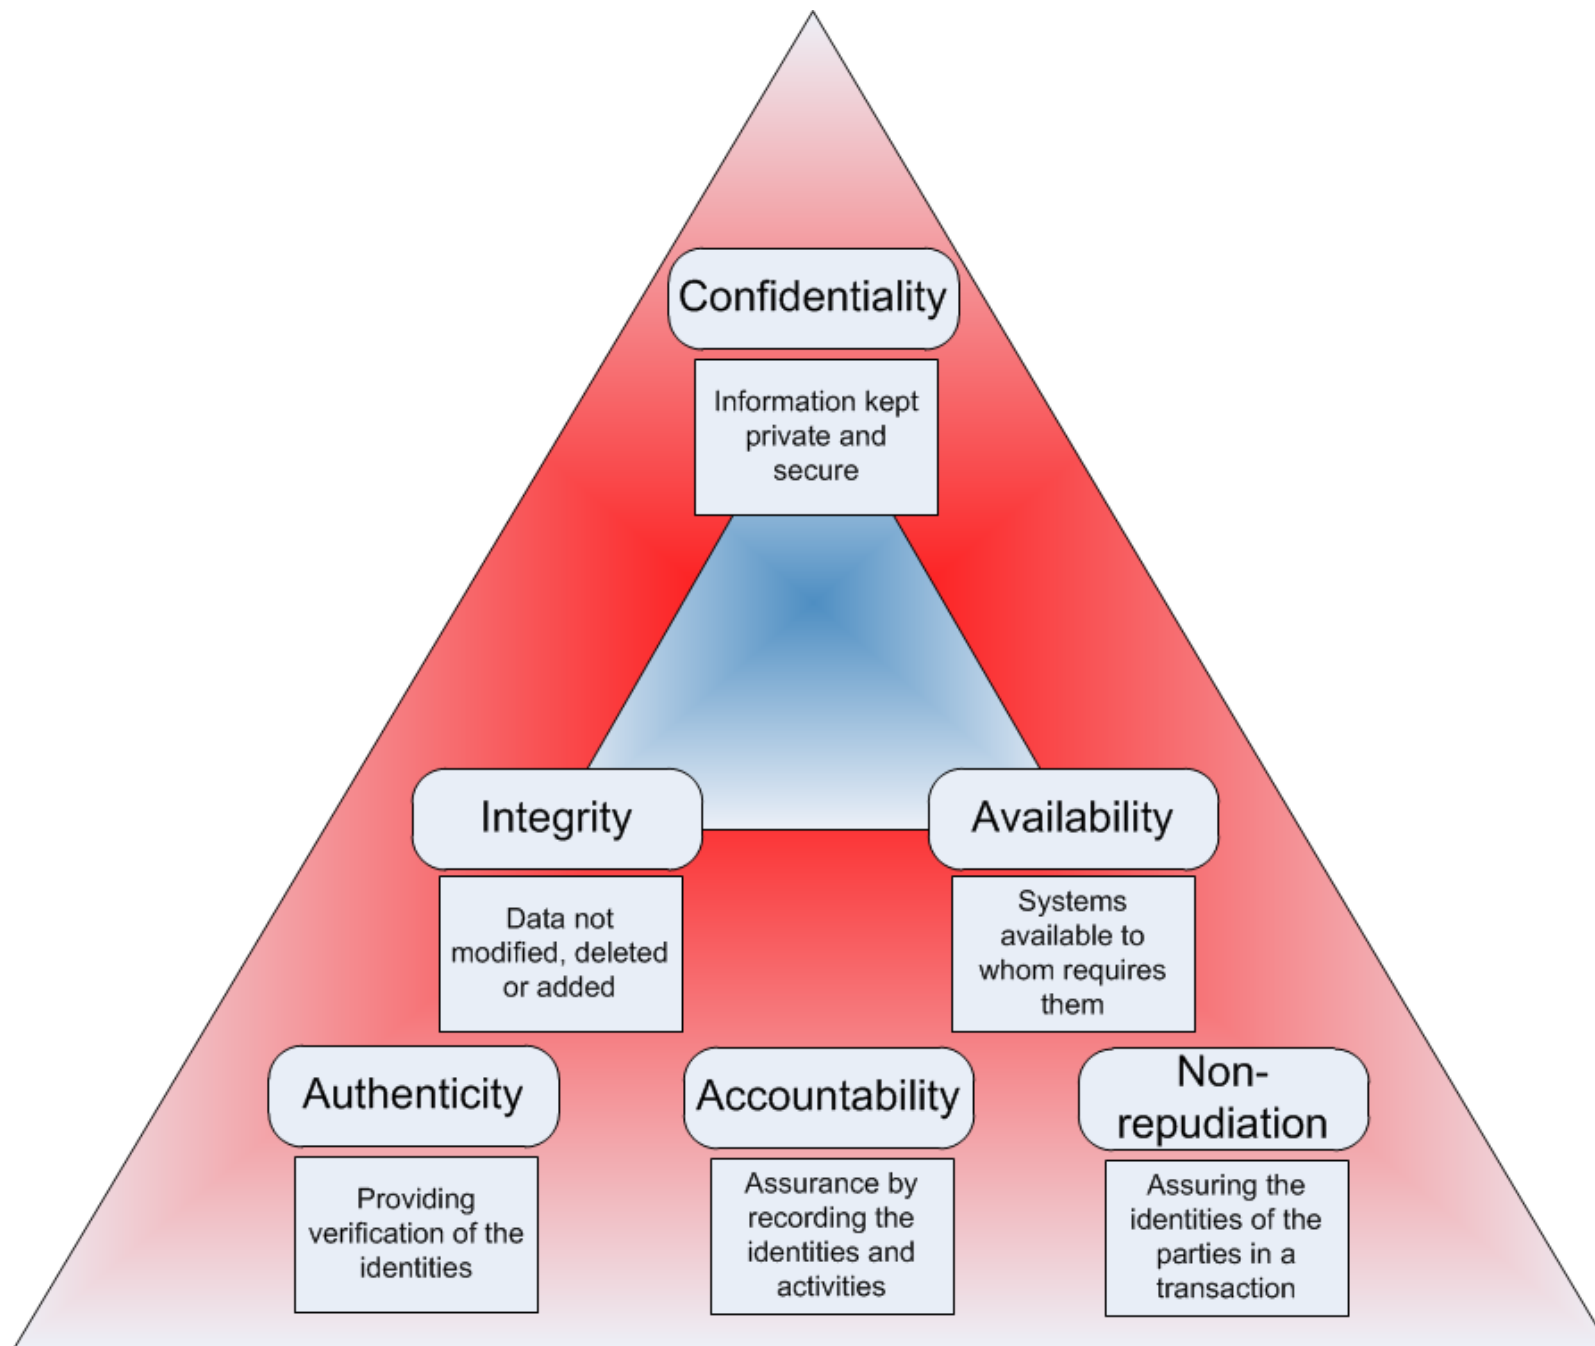 Confidentiality
Information kept
private and
secure
Integrity
Data not
modified, deleted
or added
Availability
Systems
available to
whom requires
them
Authenticity
Providing
verification of the
identities
Accountability
Assurance by
recording the
identities and
activities
Non-
repudiation
Assuring the
identities of the
parties in a
transaction